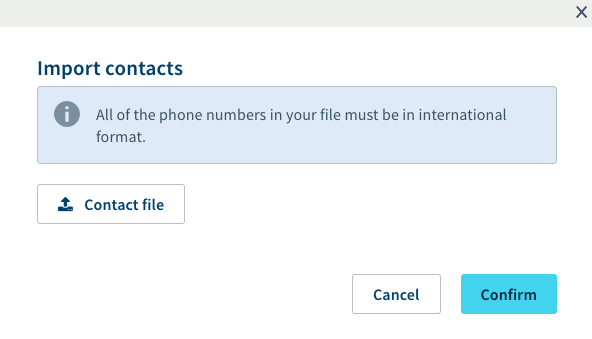 Import contacts
All of the phone numbers in your file must be in international
format.
Contact file
Cancel
Confirm